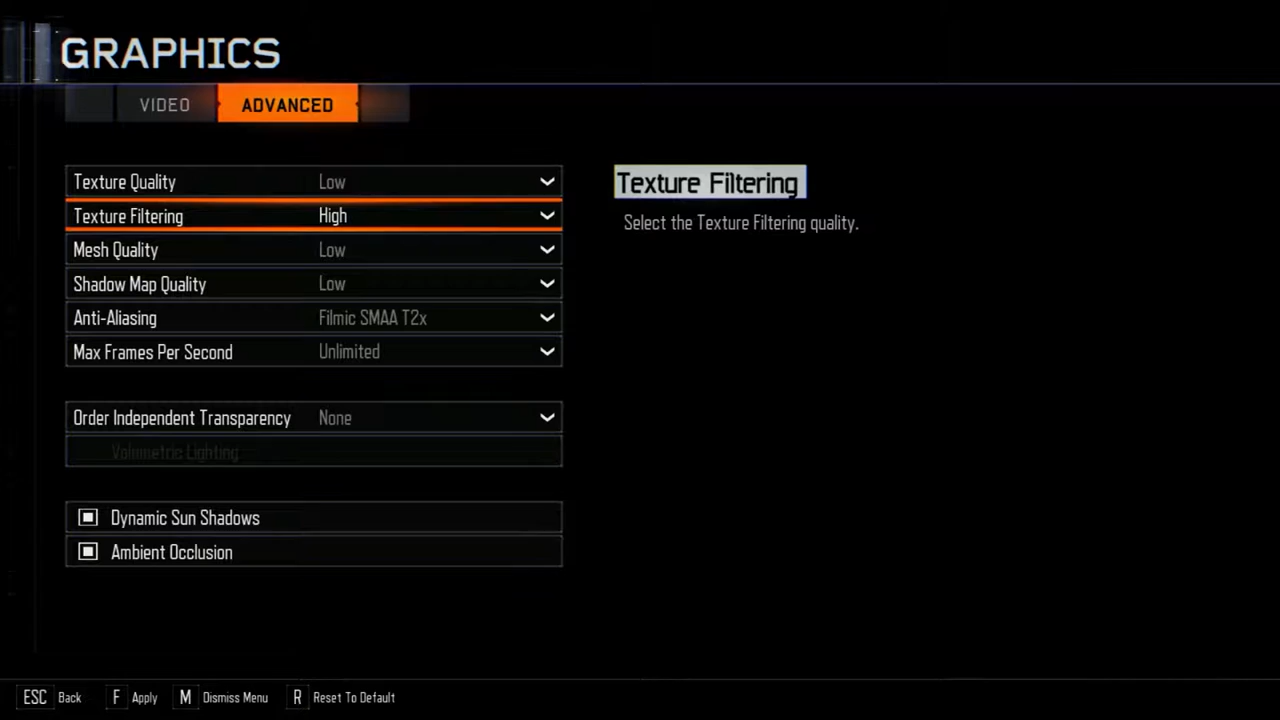 GRAPHICS
VIDEO ADVANCED
Texture Quality Low
Texture Filtering High
Mesh Quality Low
Shadow Map Quality Low
Anti-Aliasing Filmic SMAA T2x
Max Frames Per Second Unlimited
Order Independent Transparency None
Volumetric Lighting
Dynamic Sun Shadows
Ambient Occlusion
Texture Filtering
Select the Texture Filtering quality.
ESC Back F Apply M Dismiss Menu R Reset To Default